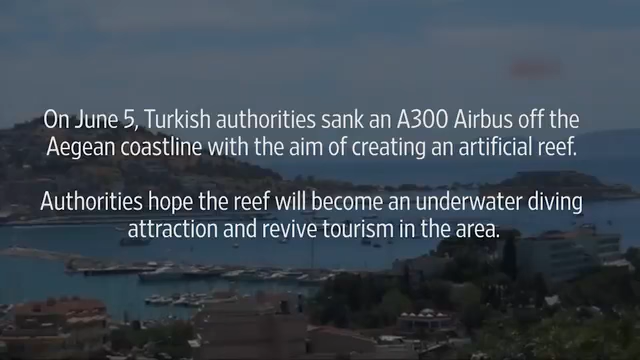 On June 5, Turkish authorities sank an A300 Airbus off the
Aegean coastline with the aim of creating an artificial reef.
Authorities hope the reef will become an underwater diving
attraction and revive tourism in the area.